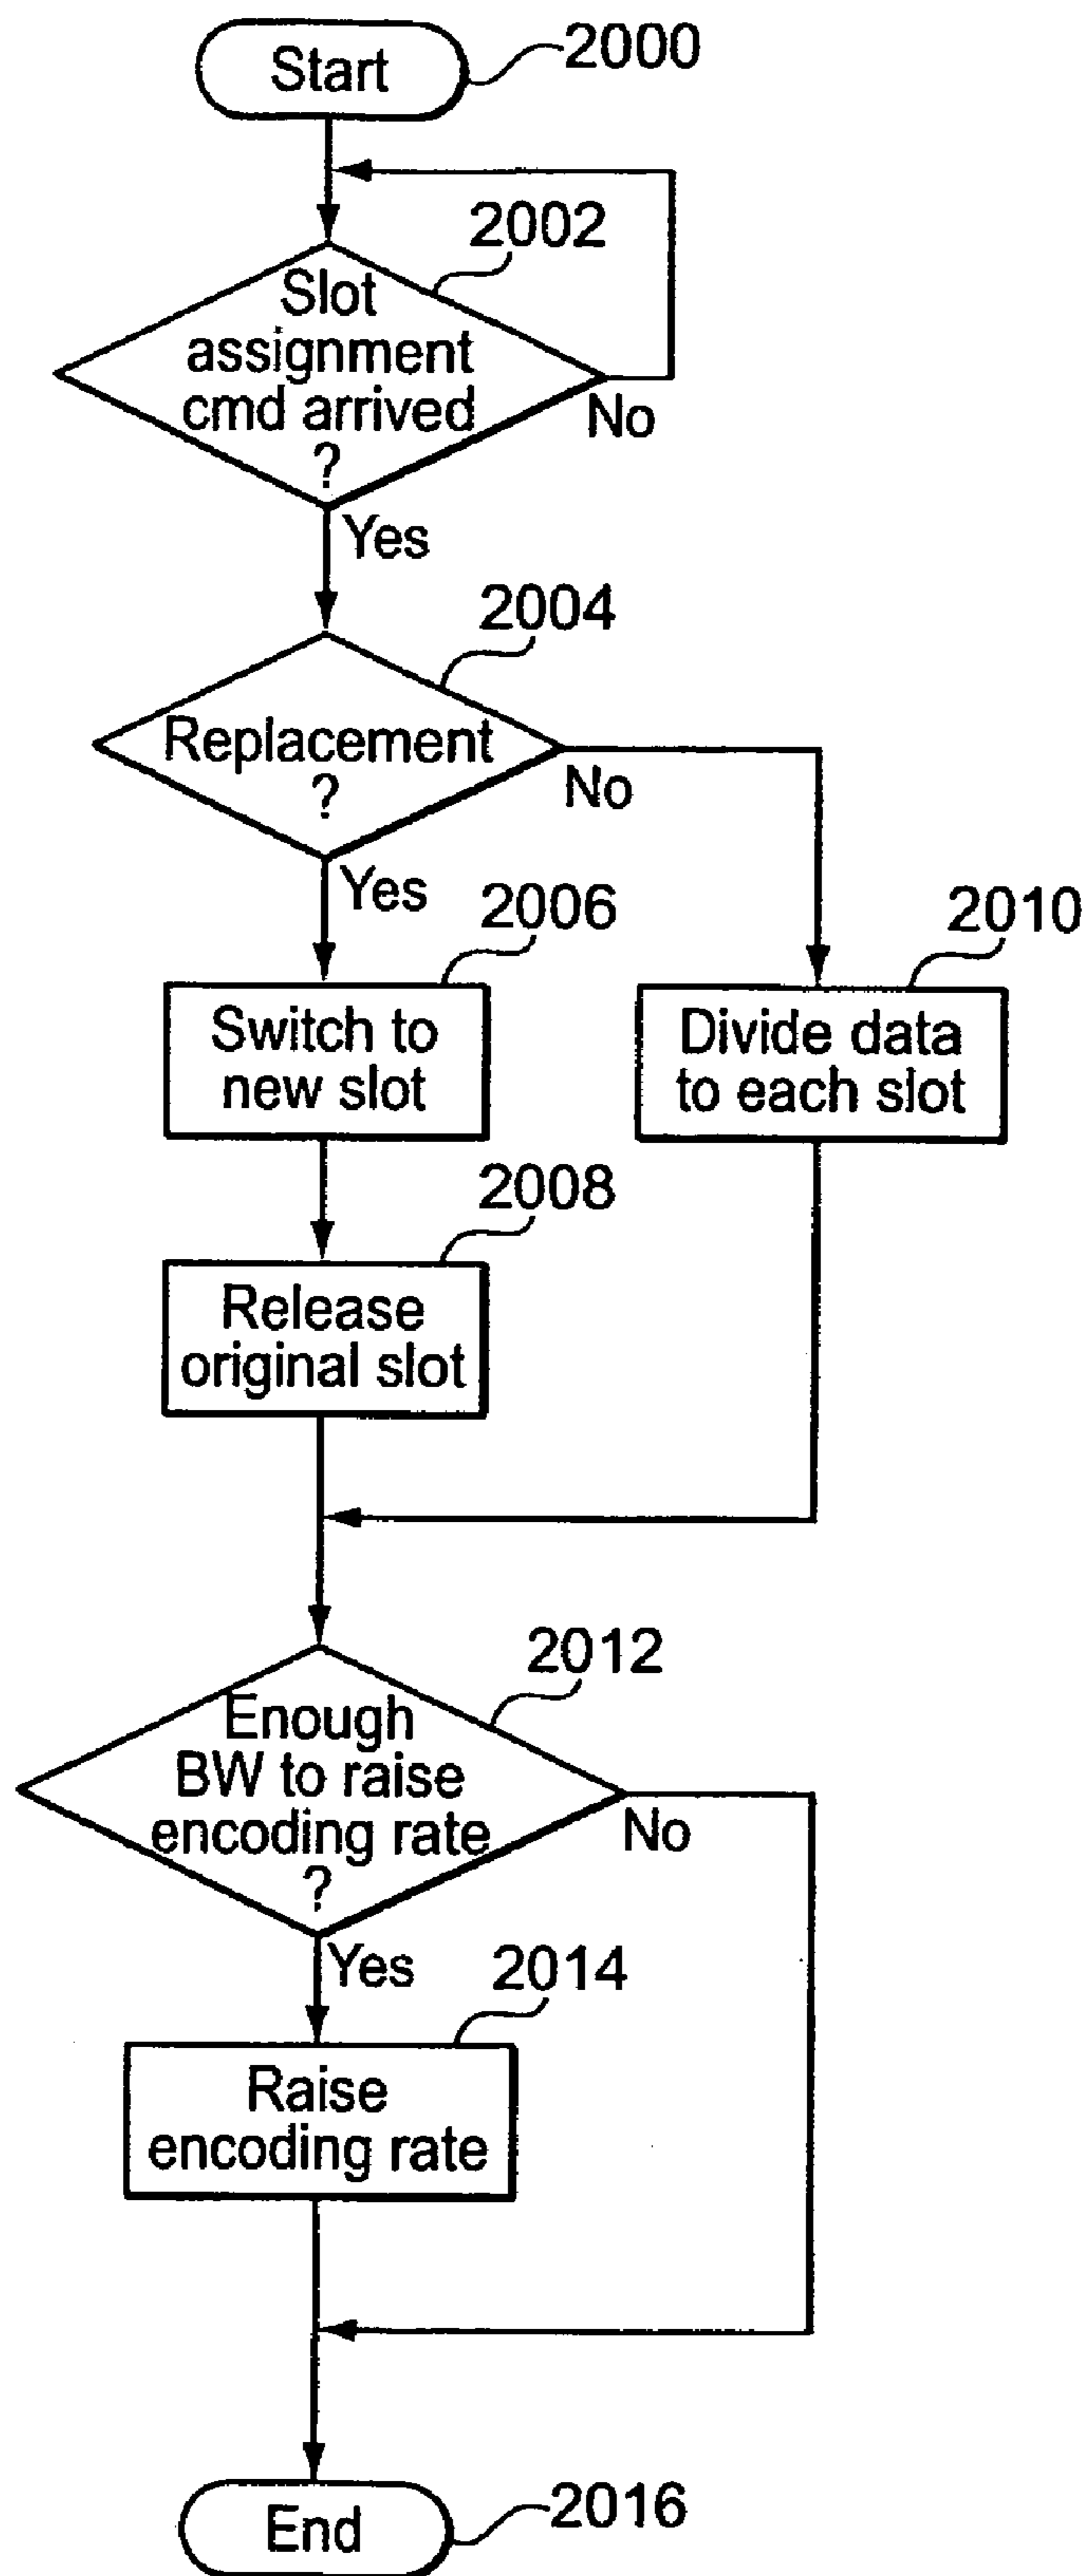 Start
2000
2002
Slot
assignment
cmd arrived
?
No
Yes
2004
Replacement
?
No
Yes
2006
2010
Switch to
new slot
Divide data
to each slot
2008
Release
original slot
2012
Enough
BW to raise
encoding rate
?
No
Yes
2014
Raise
encoding rate
End
2016